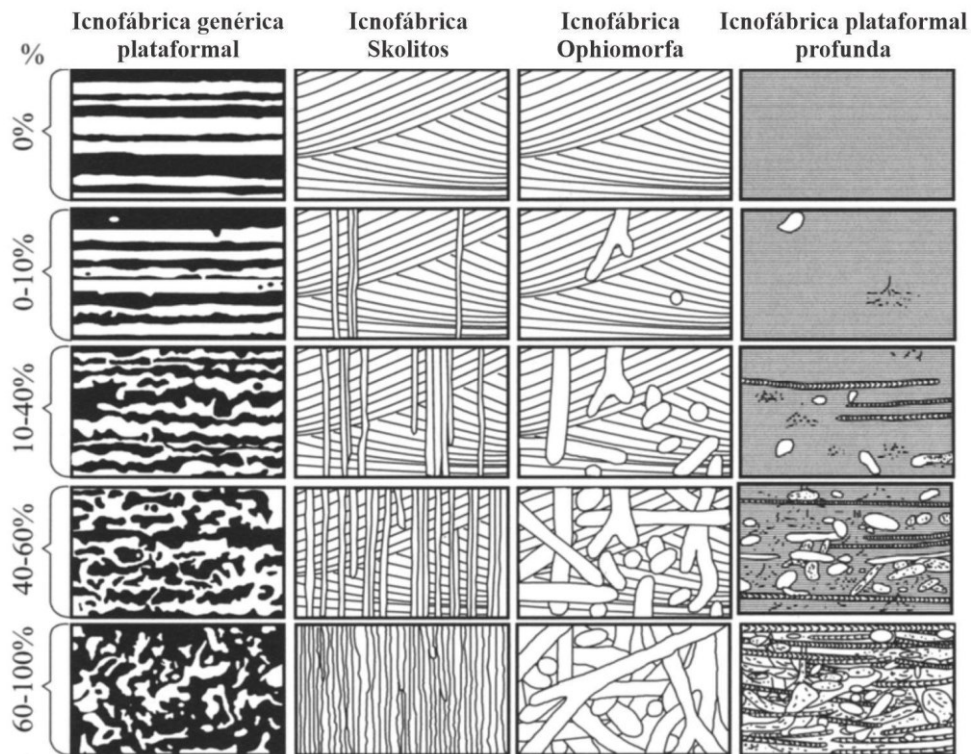 Icnofábrica genérica
plataformal
Icnofábrica
Skolitos
Icnofábrica
Ophiomorfa
Icnofábrica plataformal
profunda
%
0%
0-10%
10-40%
40-60%
60-100%